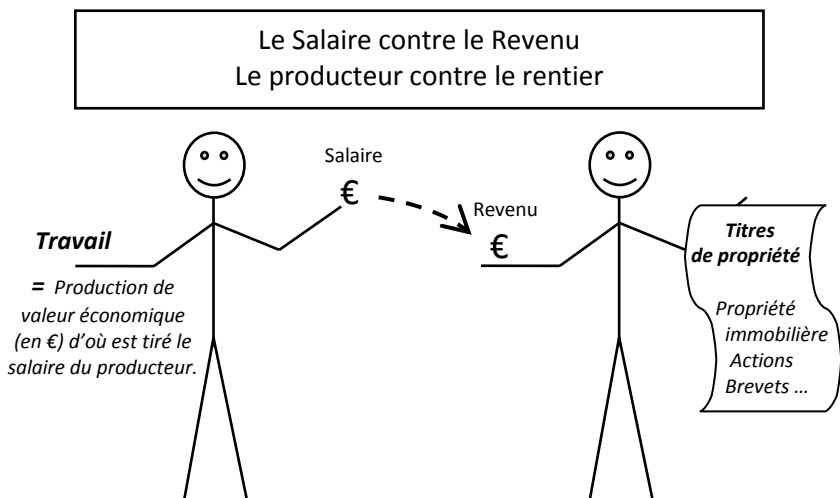 Le Salaire contre le Revenu
Le producteur contre le rentier
Salaire
€
Revenu
€
Travail
= Production de
valeur économique
(en €) d’où est tiré le
salaire du producteur.
Titres
de propriété
Propriété
immobilière
Actions
Brevets ...